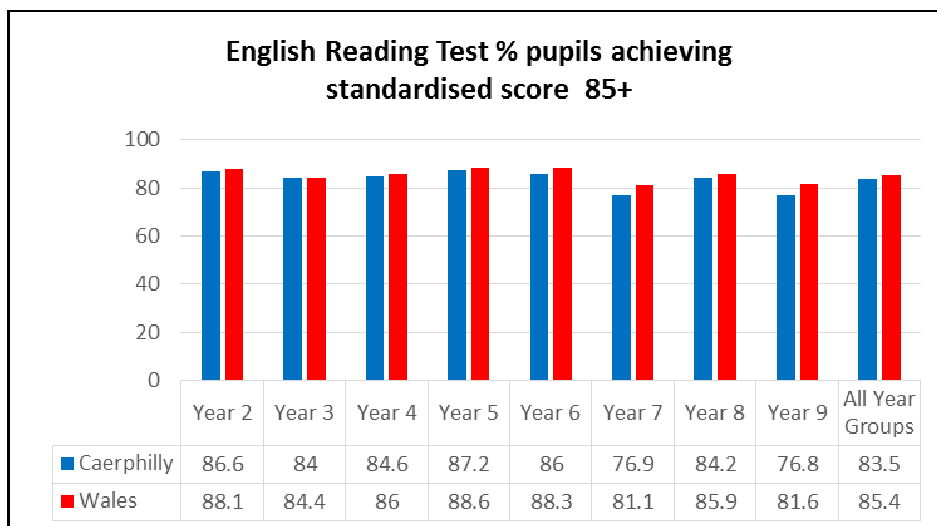 English Reading Test % pupils achieving
standardised score 85+
100
80
60
40
20
0
Year 2 Year 3 Year 4 Year 5 Year 6 Year 7 Year 8 Year 9 All Year Groups
Caerphilly 86.6 84 84.6 87.2 86 76.9 84.2 76.8 83.5
Wales 88.1 84.4 86 88.6 88.3 81.1 85.9 81.6 85.4